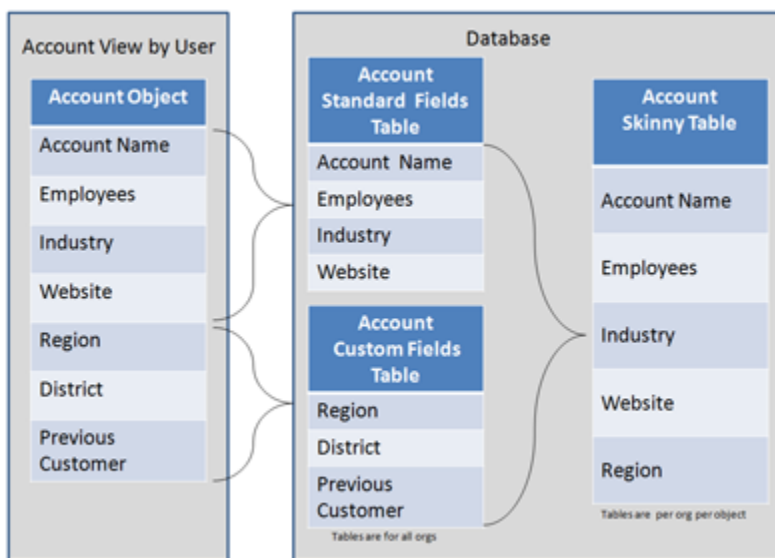 Account View by User
Account Object
Account Name
Employees
Industry
Website
Region
District
Previous
Customer
Database
Account
Standard Fields
Table
Account Name
Employees
Industry
Website
Account
Custom Fields
Table
Region
District
Previous
Customer
Tables are for all orgs
Account
Skinny Table
Account Name
Employees
Industry
Website
Region
Tables are per org per object